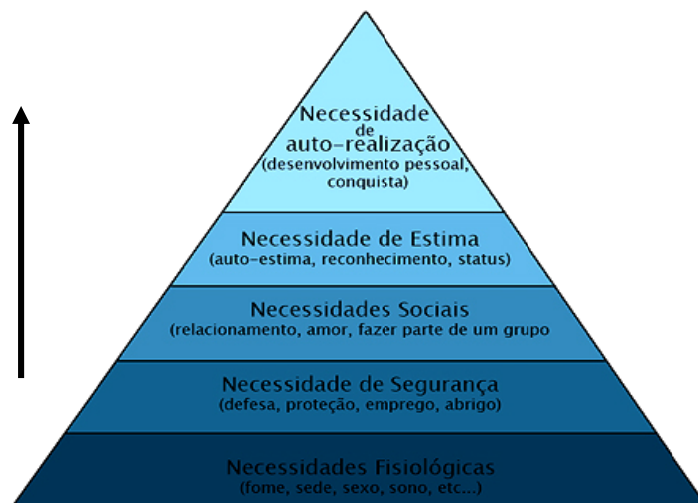 Necessidade
de
auto-realização
(desenvolvimento pessoal,
conquista)
Necessidade de Estima
(auto-estima, reconhecimento, status)
Necessidades Sociais
(relacionamento, amor, fazer parte de um grupo
Necessidade de Segurança
(defesa, proteção, emprego, abrigo)
Necessidades Fisiológicas
(fome, sede, sexo, sono, etc...)